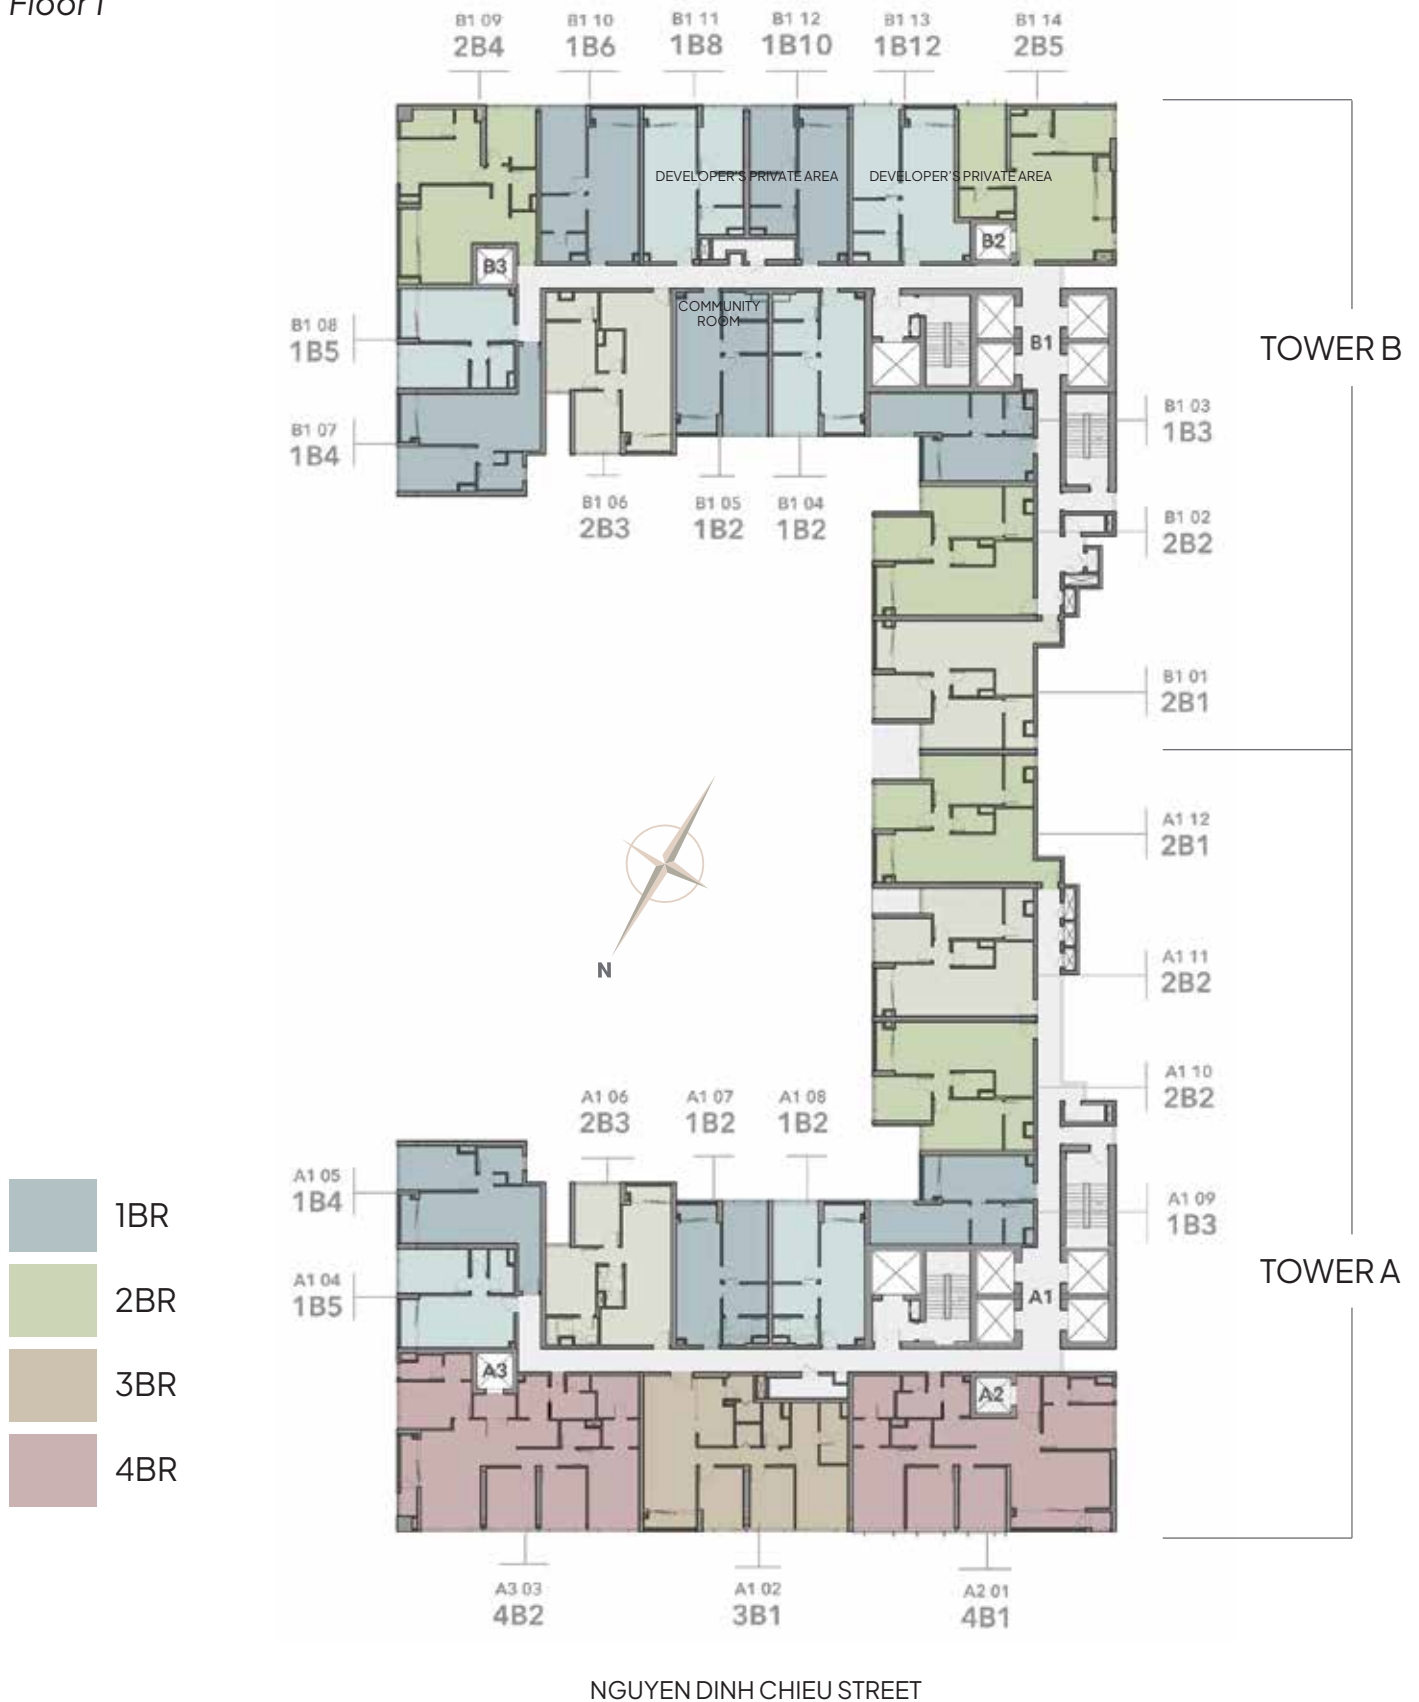 Floor 1
B1 09
2B4
B1 10
1B6
B1 11
1B8
B1 12
1B10
B1 13
1B12
B1 14
2B5
DEVELOPER'S PRIVATE AREA
DEVELOPER'S PRIVATE AREA
B3
B2
COMMUNITY
ROOM
B1
B1 08
1B5
TOWER B
B1 07
1B4
B1 03
1B3
B1 06
2B3
B1 05
1B2
B1 04
1B2
B1 02
2B2
B1 01
2B1
A1 12
2B1
N
A1 11
2B2
A1 10
2B2
A1 06
2B3
A1 07
1B2
A1 08
1B2
A1 05
1B4
A1 09
1B3
1BR
2BR
3BR
4BR
A1 04
1B5
A1
TOWER A
A3
A2
A3 03
4B2
A1 02
3B1
A2 01
4B1
NGUYEN DINH CHIEU STREET